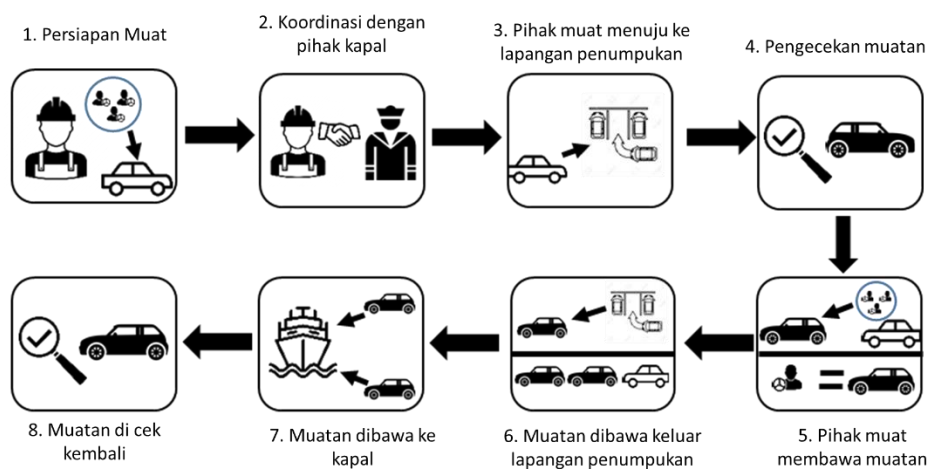 1. Persiapan Muat
2. Koordinasi dengan
pihak kapal
3. Pihak muat menuju ke
lapangan penumpukan
4. Pengecekan muatan
5. Pihak muat
membawa muatan
6. Muatan dibawa keluar
lapangan penumpukan
7. Muatan dibawa ke
kapal
8. Muatan di cek
kembali